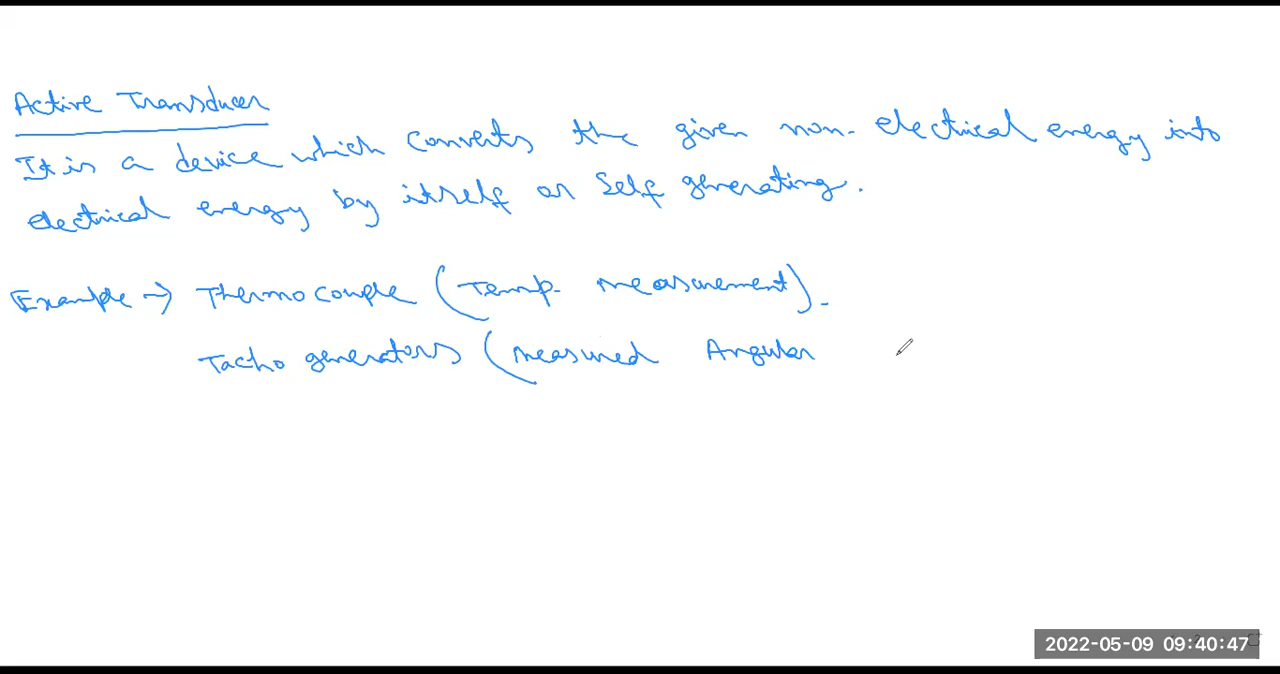 Active Transducer
It is a device which converts the given non-electrical energy into
electrical energy by itself or Self generating.
Example → Thermocouple (Temp. measurement).
Tacho generators (measured Angular
2022-05-09 09:40:47